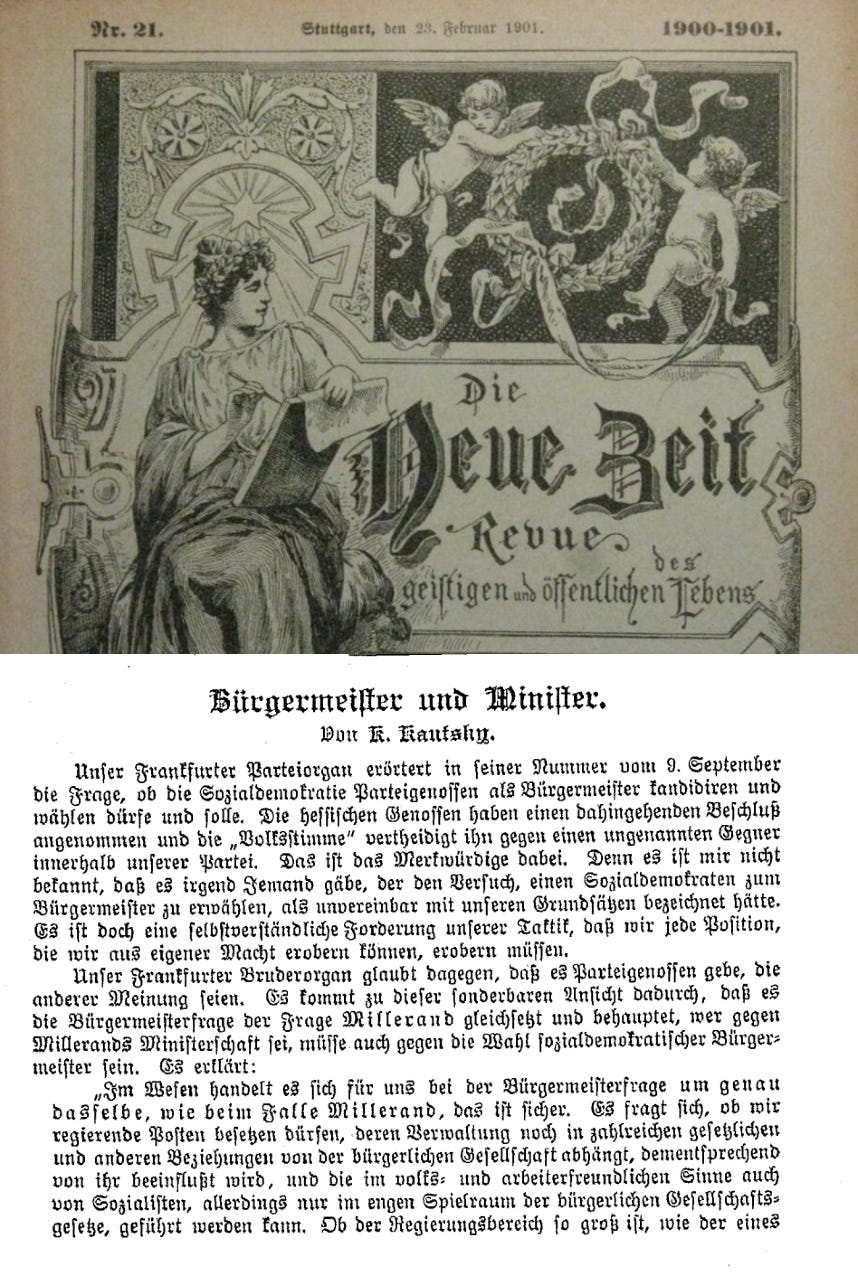 Nr. 21.
Stuttgart, den 23. Februar 1901.
1900-1901.
Die
Neue Zeit
Revue
des
geistigen und öffentlichen Lebens
Bürgermeister und Minister.
Von K. Kautsky.
Unser Frankfurter Parteiorgan erörtert in seiner Nummer vom 9. September
die Frage, ob die Sozialdemokratie Parteigenossen als Bürgermeister kandidiren und
wählen dürfe und solle. Die hessischen Genossen haben einen dahingehenden Beschluß
angenommen und die „Volksstimme“ vertheidigt ihn gegen einen ungenannten Gegner
innerhalb unserer Partei. Das ist das Merkwürdige dabei. Denn es ist mir nicht
bekannt, daß es irgend Jemand gäbe, der den Versuch, einen Sozialdemokraten zum
Bürgermeister zu erwählen, als unvereinbar mit unseren Grundsätzen bezeichnet hätte.
Es ist doch eine selbstverständliche Forderung unserer Taktik, daß wir jede Position,
die wir aus eigener Macht erobern können, erobern müssen.
Unser Frankfurter Bruderorgan glaubt dagegen, daß es Parteigenossen gebe, die
anderer Meinung seien. Es kommt zu dieser sonderbaren Ansicht dadurch, daß es
die Bürgermeisterfrage der Frage Millerand gleichsetzt und behauptet, wer gegen
Millerands Ministerschaft sei, müsse auch gegen die Wahl sozialdemokratischer Bürger-
meister sein. Es erklärt:
„Im Wesen handelt es sich für uns bei der Bürgermeisterfrage um genau
dasselbe, wie beim Falle Millerand, das ist sicher. Es fragt sich, ob wir
regierende Posten besetzen dürfen, deren Verwaltung noch in zahlreichen gesetzlichen
und anderen Beziehungen von der bürgerlichen Gesellschaft abhängt, dementsprechend
von ihr beeinflußt wird, und die im volks- und arbeiterfreundlichen Sinne auch
von Sozialisten, allerdings nur im engen Spielraum der bürgerlichen Gesellschafts-
gesetze, geführt werden kann. Ob der Regierungsbereich so groß ist, wie der eines